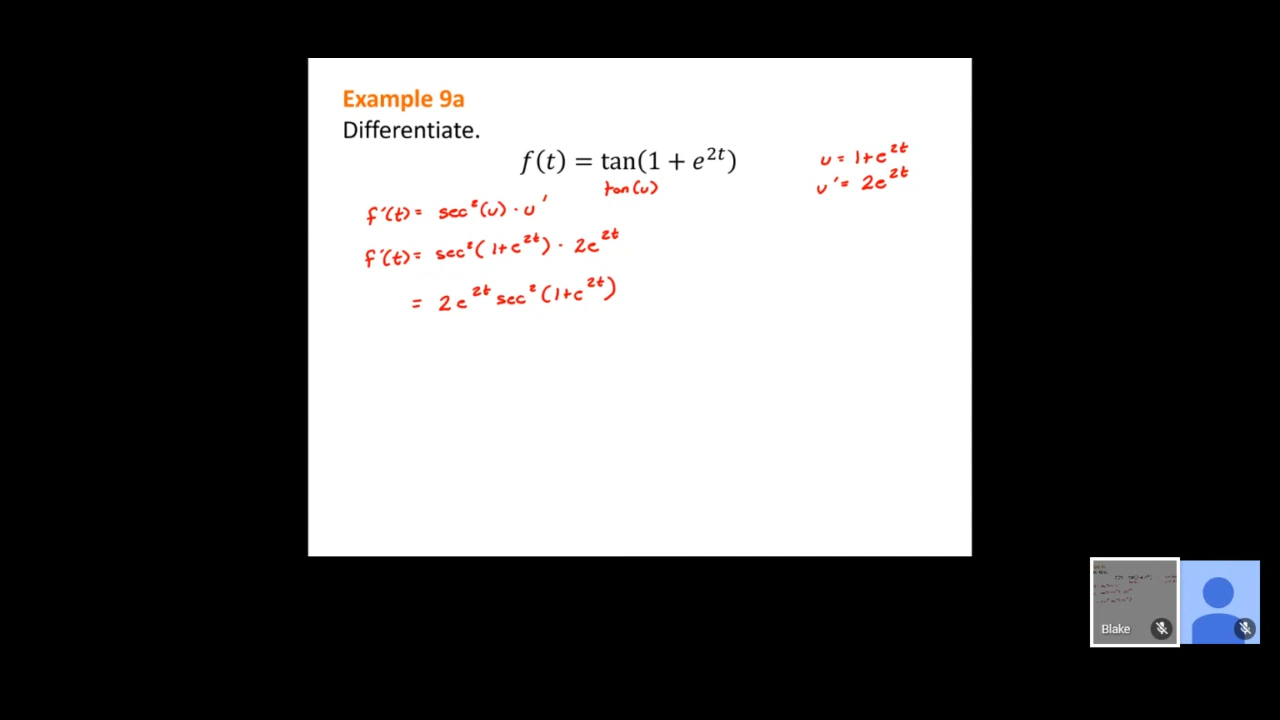 Example 9a
Differentiate.
f(t) = tan(1 + e^{2t})
tan(u)
u = 1+e^{2t}
u' = 2e^{2t}
f'(t) = sec²(u) · u'
f'(t) = sec²(1+e^{2t}) · 2e^{2t}
= 2e^{2t} sec²(1+e^{2t})
Blake